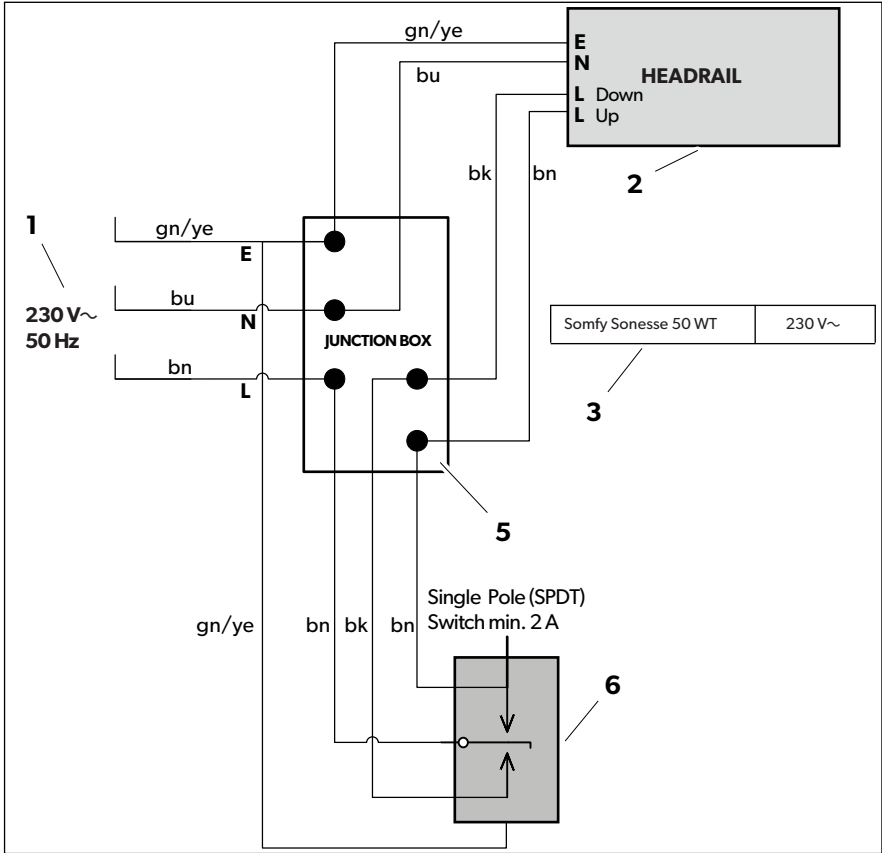 gn/ye
E
N
HEADRAIL
bu
L Down
L Up
bk
bn
2
1
gn/ye
E
bu
230 V~
50 Hz
N
JUNCTION BOX
Somfy Sonesse 50 WT 230 V~
bn
L
3
5
Single Pole (SPDT)
Switch min. 2 A
gn/ye
bn
bk
bn
6